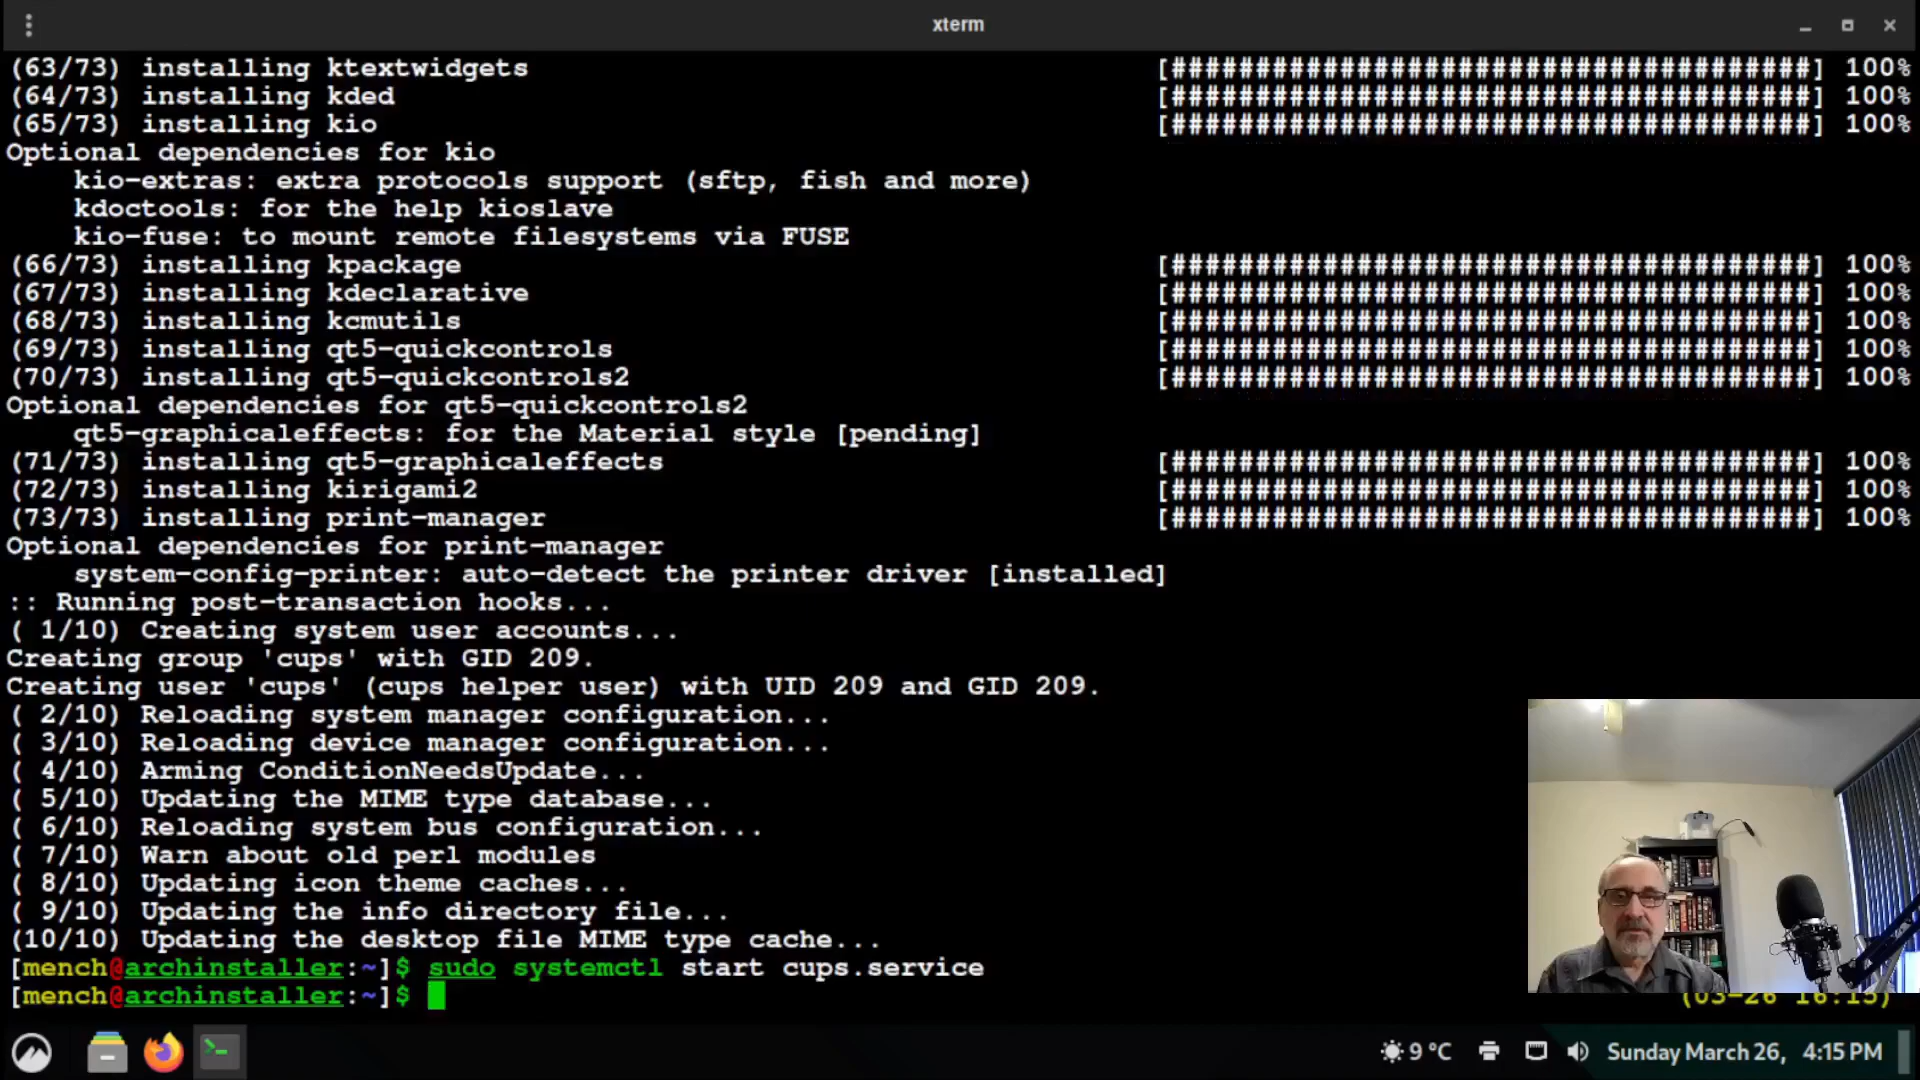 xterm
(63/73) installing ktextwidgets [######################################] 100%
(64/73) installing kded [######################################] 100%
(65/73) installing kio [######################################] 100%
Optional dependencies for kio
kio-extras: extra protocols support (sftp, fish and more)
kdoctools: for the help kioslave
kio-fuse: to mount remote filesystems via FUSE
(66/73) installing kpackage [######################################] 100%
(67/73) installing kdeclarative [######################################] 100%
(68/73) installing kcmutils [######################################] 100%
(69/73) installing qt5-quickcontrols [######################################] 100%
(70/73) installing qt5-quickcontrols2 [######################################] 100%
Optional dependencies for qt5-quickcontrols2
qt5-graphicaleffects: for the Material style [pending]
(71/73) installing qt5-graphicaleffects [######################################] 100%
(72/73) installing kirigami2 [######################################] 100%
(73/73) installing print-manager [######################################] 100%
Optional dependencies for print-manager
system-config-printer: auto-detect the printer driver [installed]
:: Running post-transaction hooks...
( 1/10) Creating system user accounts...
Creating group 'cups' with GID 209.
Creating user 'cups' (cups helper user) with UID 209 and GID 209.
( 2/10) Reloading system manager configuration...
( 3/10) Reloading device manager configuration...
( 4/10) Arming ConditionNeedsUpdate...
( 5/10) Updating the MIME type database...
( 6/10) Reloading system bus configuration...
( 7/10) Warn about old perl modules
( 8/10) Updating icon theme caches...
( 9/10) Updating the info directory file...
(10/10) Updating the desktop file MIME type cache...
[mench@archinstaller:~]$ sudo systemctl start cups.service
[mench@archinstaller:~]$ (03-26 16:15)
9 °C Sunday March 26, 4:15 PM